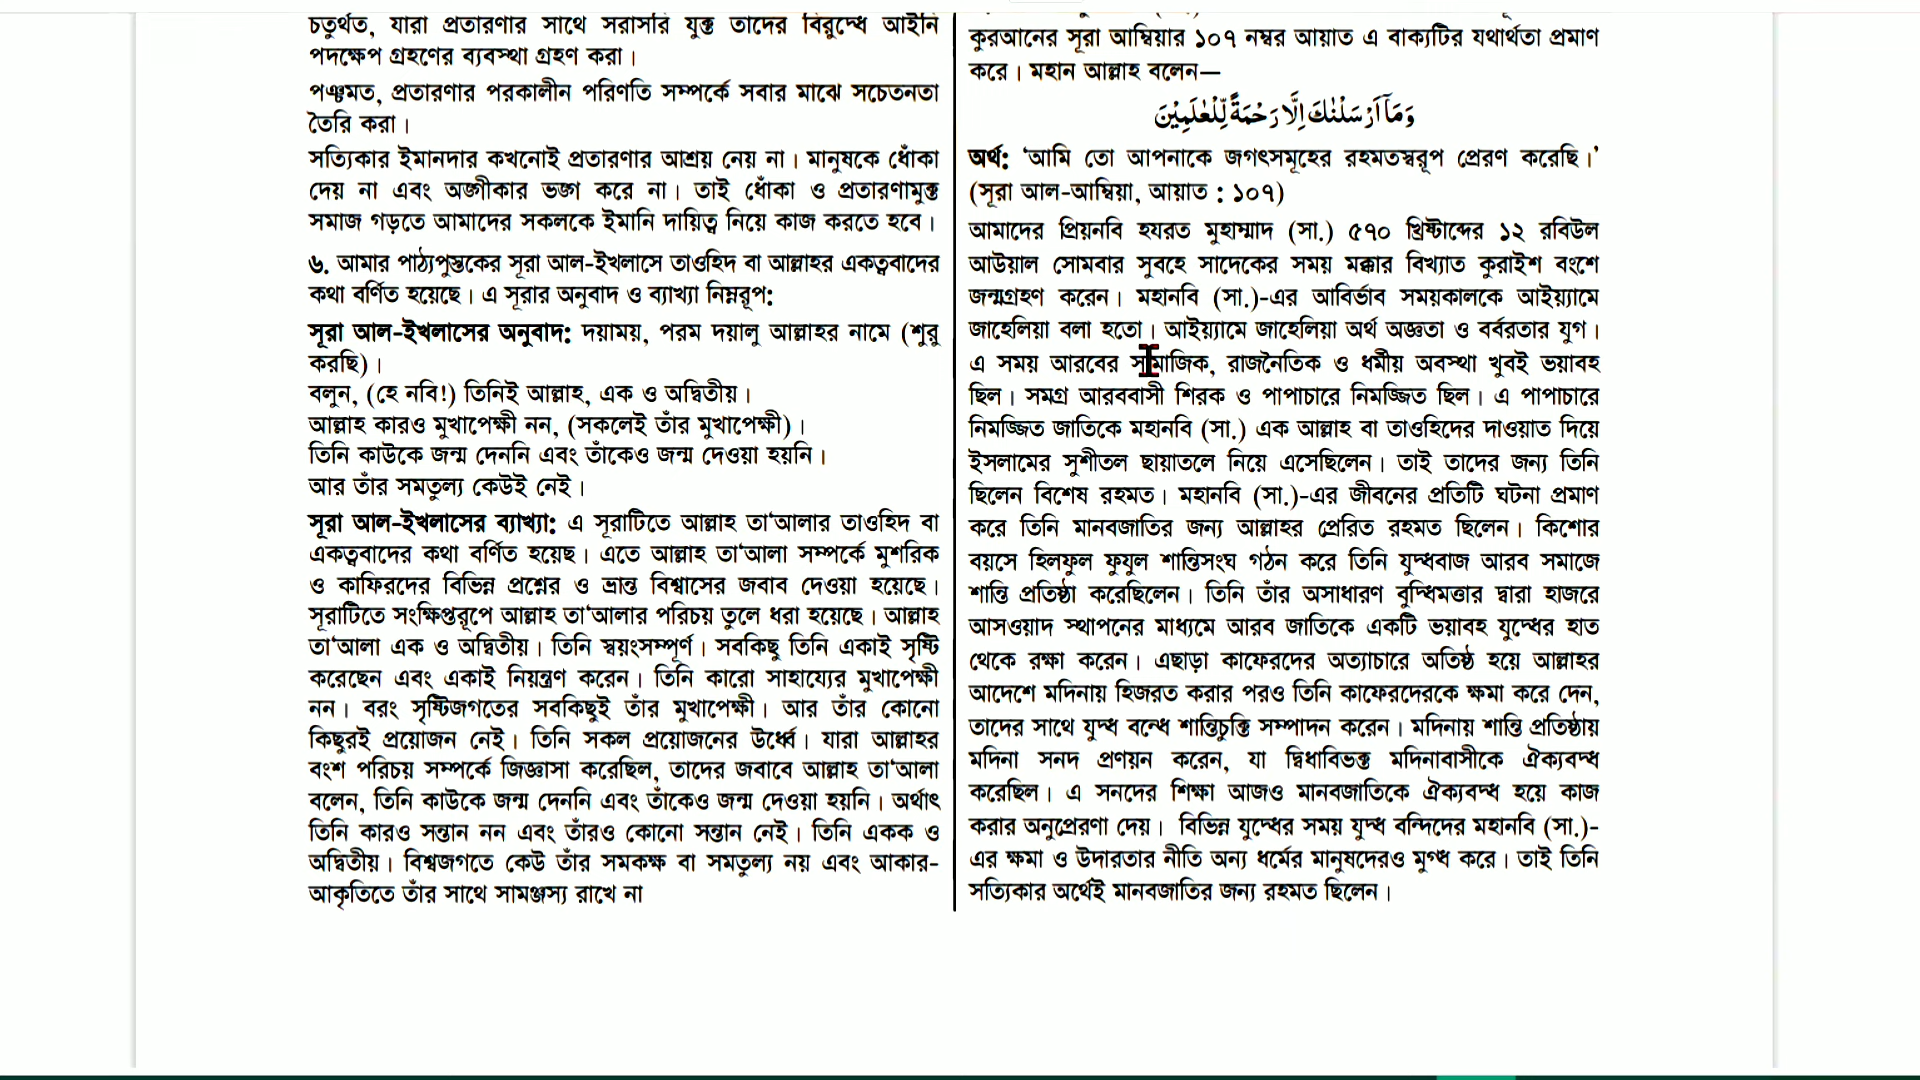 চতুর্থত, যারা প্রতারণার সাথে সরাসরি যুক্ত তাদের বিরুদ্ধে আইনি
পদক্ষেপ গ্রহণের ব্যবস্থা গ্রহণ করা।
পঞ্চমত, প্রতারণার পরকালীন পরিণতি সম্পর্কে সবার মাঝে সচেতনতা
তৈরি করা।
সত্যিকার ইমানদার কখনোই প্রতারণার আশ্রয় নেয় না। মানুষকে ধোঁকা
দেয় না এবং অঙ্গীকার ভঙ্গ করে না। তাই ধোঁকা ও প্রতারণামুক্ত
সমাজ গড়তে আমাদের সকলকে ইমানি দায়িত্ব নিয়ে কাজ করতে হবে।
৬. আমার পাঠ্যপুস্তকের সূরা আল-ইখলাসে তাওহিদ বা আল্লাহর একত্ববাদের
কথা বর্ণিত হয়েছে। এ সূরার অনুবাদ ও ব্যাখ্যা নিম্নরূপ:
সূরা আল-ইখলাসের অনুবাদ: দয়াময়, পরম দয়ালু আল্লাহর নামে (শুরু
করছি)।
বলুন, (হে নবি!) তিনিই আল্লাহ, এক ও অদ্বিতীয়।
আল্লাহ কারও মুখাপেক্ষী নন, (সকলেই তাঁর মুখাপেক্ষী)।
তিনি কাউকে জন্ম দেননি এবং তাঁকেও জন্ম দেওয়া হয়নি।
আর তাঁর সমতুল্য কেউই নেই।
সূরা আল-ইখলাসের ব্যাখ্যা: এ সূরাটিতে আল্লাহ তা‘আলার তাওহিদ বা
একত্ববাদের কথা বর্ণিত হয়েছ। এতে আল্লাহ তা‘আলা সম্পর্কে মুশরিক
ও কাফিরদের বিভিন্ন প্রশ্নের ও ভ্রান্ত বিশ্বাসের জবাব দেওয়া হয়েছে।
সূরাটিতে সংক্ষিপ্তরূপে আল্লাহ তা‘আলার পরিচয় তুলে ধরা হয়েছে। আল্লাহ
তা‘আলা এক ও অদ্বিতীয়। তিনি স্বয়ংসম্পূর্ণ। সবকিছু তিনি একাই সৃষ্টি
করেছেন এবং একাই নিয়ন্ত্রণ করেন। তিনি কারো সাহায্যের মুখাপেক্ষী
নন। বরং সৃষ্টিজগতের সবকিছুই তাঁর মুখাপেক্ষী। আর তাঁর কোনো
কিছুরই প্রয়োজন নেই। তিনি সকল প্রয়োজনের উর্ধ্বে। যারা আল্লাহর
বংশ পরিচয় সম্পর্কে জিজ্ঞাসা করেছিল, তাদের জবাবে আল্লাহ তা‘আলা
বলেন, তিনি কাউকে জন্ম দেননি এবং তাঁকেও জন্ম দেওয়া হয়নি। অর্থাৎ
তিনি কারও সন্তান নন এবং তাঁরও কোনো সন্তান নেই। তিনি একক ও
অদ্বিতীয়। বিশ্বজগতে কেউ তাঁর সমকক্ষ বা সমতুল্য নয় এবং আকার-
আকৃতিতে তাঁর সাথে সামঞ্জস্য রাখে না
কুরআনের সূরা আম্বিয়ার ১০৭ নম্বর আয়াত এ বাক্যটির যথার্থতা প্রমাণ
করে। মহান আল্লাহ বলেন—
وَمَآ اَرْسَلْنٰكَ اِلَّا رَحْمَةً لِّلْعٰلَمِيْنَ
অর্থ: ‘আমি তো আপনাকে জগৎসমূহের রহমতস্বরূপ প্রেরণ করেছি।’
(সূরা আল-আম্বিয়া, আয়াত : ১০৭)
আমাদের প্রিয়নবি হযরত মুহাম্মাদ (সা.) ৫৭০ খ্রিষ্টাব্দের ১২ রবিউল
আউয়াল সোমবার সুবহে সাদেকের সময় মক্কার বিখ্যাত কুরাইশ বংশে
জন্মগ্রহণ করেন। মহানবি (সা.)-এর আবির্ভাব সময়কালকে আইয়্যামে
জাহেলিয়া বলা হতো। আইয়্যামে জাহেলিয়া অর্থ অজ্ঞতা ও বর্বরতার যুগ।
এ সময় আরবের সামাজিক, রাজনৈতিক ও ধর্মীয় অবস্থা খুবই ভয়াবহ
ছিল। সমগ্র আরববাসী শিরক ও পাপাচারে নিমজ্জিত ছিল। এ পাপাচারে
নিমজ্জিত জাতিকে মহানবি (সা.) এক আল্লাহ বা তাওহিদের দাওয়াত দিয়ে
ইসলামের সুশীতল ছায়াতলে নিয়ে এসেছিলেন। তাই তাদের জন্য তিনি
ছিলেন বিশেষ রহমত। মহানবি (সা.)-এর জীবনের প্রতিটি ঘটনা প্রমাণ
করে তিনি মানবজাতির জন্য আল্লাহর প্রেরিত রহমত ছিলেন। কিশোর
বয়সে হিলফুল ফুযুল শান্তিসংঘ গঠন করে তিনি যুদ্ধবাজ আরব সমাজে
শান্তি প্রতিষ্ঠা করেছিলেন। তিনি তাঁর অসাধারণ বুদ্ধিমত্তার দ্বারা হাজরে
আসওয়াদ স্থাপনের মাধ্যমে আরব জাতিকে একটি ভয়াবহ যুদ্ধের হাত
থেকে রক্ষা করেন। এছাড়া কাফেরদের অত্যাচারে অতিষ্ঠ হয়ে আল্লাহর
আদেশে মদিনায় হিজরত করার পরও তিনি কাফেরদেরকে ক্ষমা করে দেন,
তাদের সাথে যুদ্ধ বন্ধে শান্তিচুক্তি সম্পাদন করেন। মদিনায় শান্তি প্রতিষ্ঠায়
মদিনা সনদ প্রণয়ন করেন, যা দ্বিধাবিভক্ত মদিনাবাসীকে ঐক্যবদ্ধ
করেছিল। এ সনদের শিক্ষা আজও মানবজাতিকে ঐক্যবদ্ধ হয়ে কাজ
করার অনুপ্রেরণা দেয়। বিভিন্ন যুদ্ধের সময় যুদ্ধ বন্দিদের মহানবি (সা.)-
এর ক্ষমা ও উদারতার নীতি অন্য ধর্মের মানুষদেরও মুগ্ধ করে। তাই তিনি
সত্যিকার অর্থেই মানবজাতির জন্য রহমত ছিলেন।